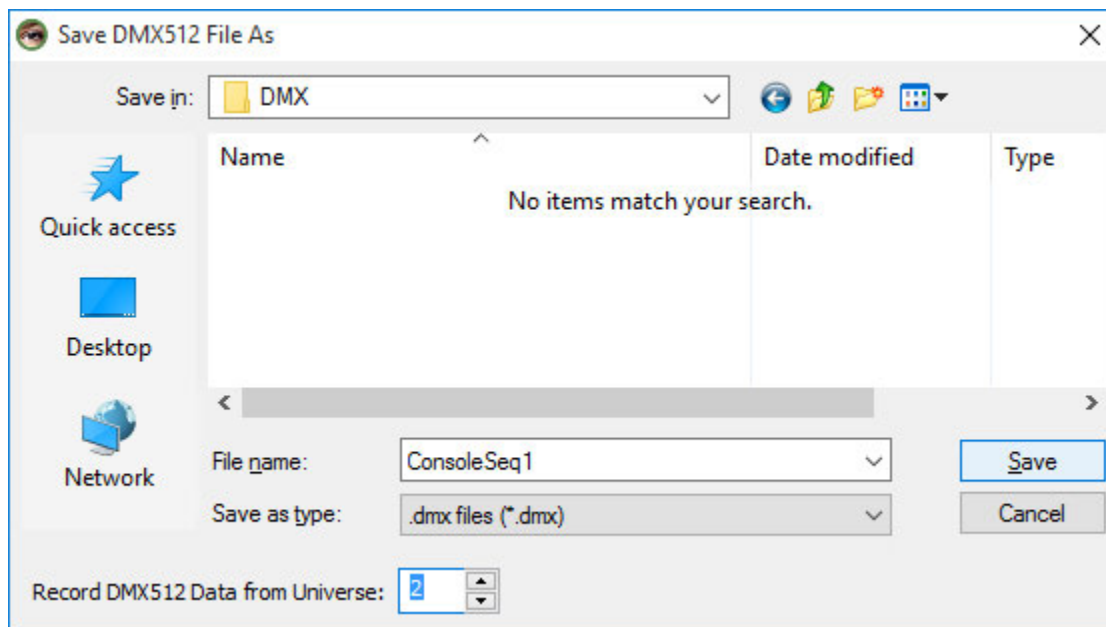 Save DMX512 File As
Save in: DMX
Name Date modified Type
No items match your search.
Quick access
Desktop
Network
File name: ConsoleSeq1 Save
Save as type: .dmx files (*.dmx) Cancel
Record DMX512 Data from Universe: 2